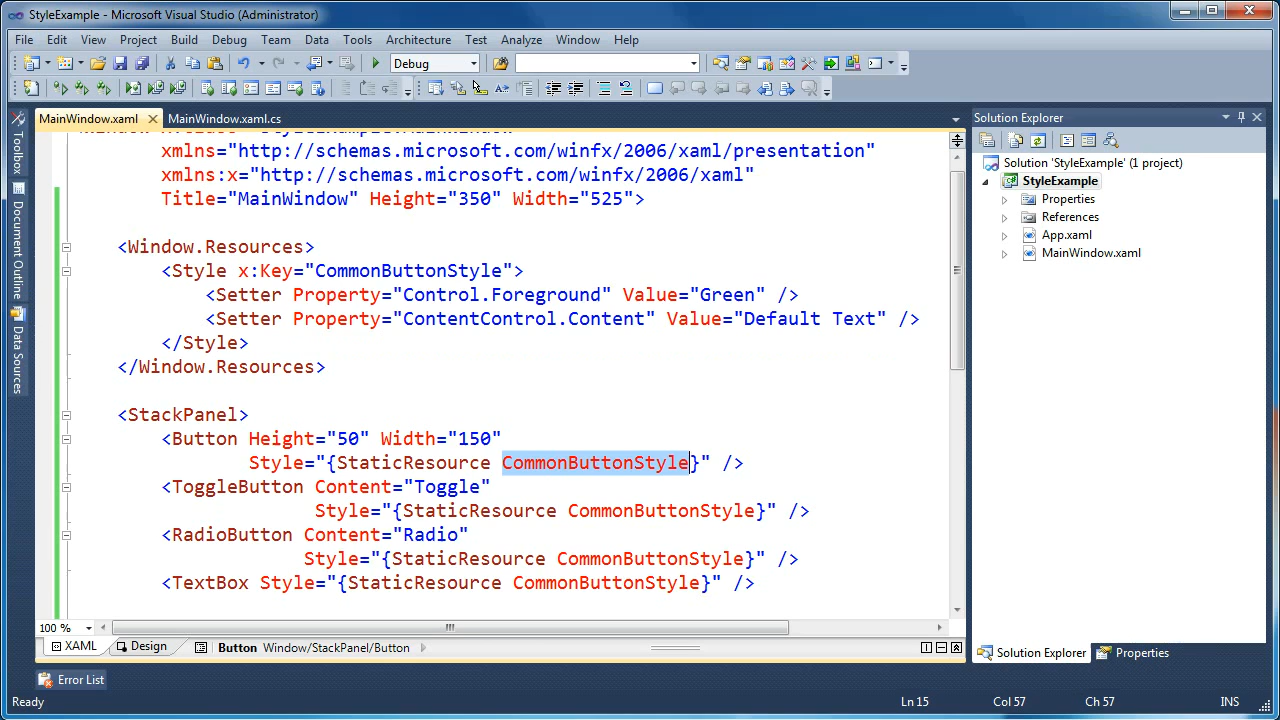 StyleExample - Microsoft Visual Studio (Administrator)
File Edit View Project Build Debug Team Data Tools Architecture Test Analyze Window Help
Debug
MainWindow.xaml MainWindow.xaml.cs
xmlns="http://schemas.microsoft.com/winfx/2006/xaml/presentation"
xmlns:x="http://schemas.microsoft.com/winfx/2006/xaml"
Title="MainWindow" Height="350" Width="525">
<Window.Resources>
<Style x:Key="CommonButtonStyle">
<Setter Property="Control.Foreground" Value="Green" />
<Setter Property="ContentControl.Content" Value="Default Text" />
</Style>
</Window.Resources>
<StackPanel>
<Button Height="50" Width="150"
Style="{StaticResource CommonButtonStyle}" />
<ToggleButton Content="Toggle"
Style="{StaticResource CommonButtonStyle}" />
<RadioButton Content="Radio"
Style="{StaticResource CommonButtonStyle}" />
<TextBox Style="{StaticResource CommonButtonStyle}" />
100 %
XAML Design Button Window/StackPanel/Button
Error List
Ready Ln 15 Col 57 Ch 57 INS
Toolbox
Document Outline
Data Sources
Solution Explorer
Solution 'StyleExample' (1 project)
StyleExample
Properties
References
App.xaml
MainWindow.xaml
Solution Explorer Properties